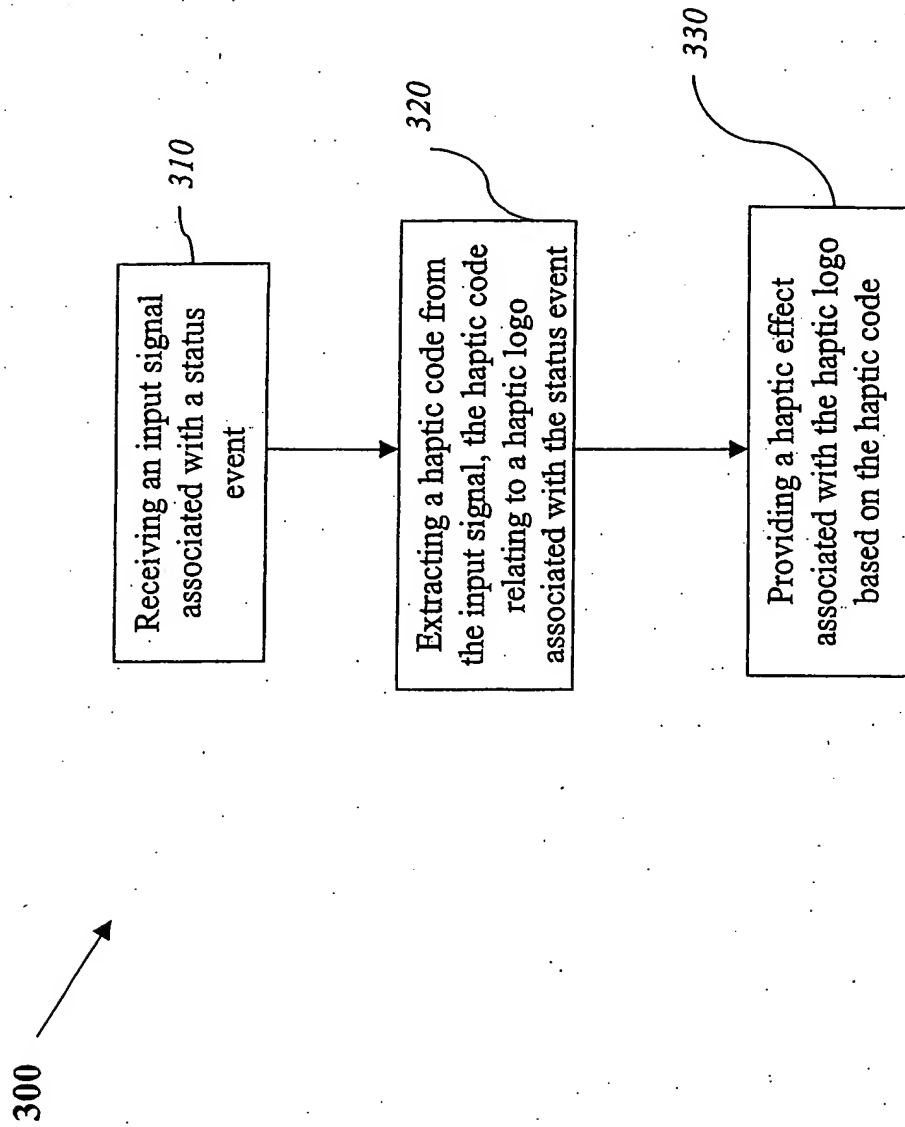 300
310
Receiving an input signal
associated with a status
event
320
Extracting a haptic code from
the input signal, the haptic code
relating to a haptic logo
associated with the status event
330
Providing a haptic effect
associated with the haptic logo
based on the haptic code